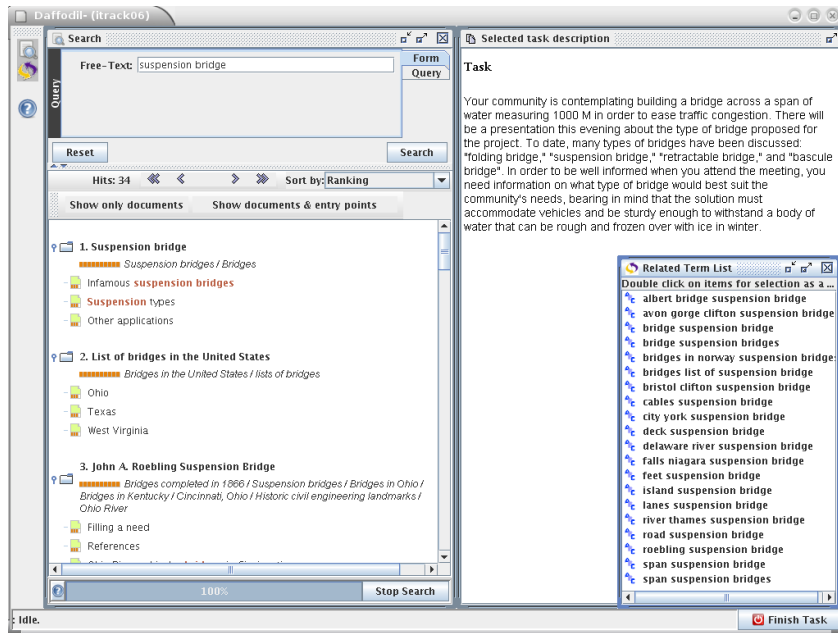 Daffodil- (itrack06)
Search
Free-Text: suspension bridge
Form
Query
Query
Reset
Search
Hits: 34
Sort by: Ranking
Show only documents
Show documents & entry points
1. Suspension bridge
Suspension bridges / Bridges
Infamous suspension bridges
Suspension types
Other applications
2. List of bridges in the United States
Bridges in the United States / lists of bridges
Ohio
Texas
West Virginia
3. John A. Roebling Suspension Bridge
Bridges completed in 1866 / Suspension bridges / Bridges in Ohio /
Bridges in Kentucky / Cincinnati, Ohio / Historic civil engineering landmarks /
Ohio River
Filling a need
References
100%
Stop Search
Selected task description
Task
Your community is contemplating building a bridge across a span of
water measuring 1000 M in order to ease traffic congestion. There will
be a presentation this evening about the type of bridge proposed for
the project. To date, many types of bridges have been discussed:
"folding bridge," "suspension bridge," "retractable bridge," and "bascule
bridge". In order to be well informed when you attend the meeting, you
need information on what type of bridge would best suit the
community's needs, bearing in mind that the solution must
accommodate vehicles and be sturdy enough to withstand a body of
water that can be rough and frozen over with ice in winter.
Related Term List
Double click on items for selection as a ...
albert bridge suspension bridge
avon gorge clifton suspension bridge
bridge suspension bridge
bridge suspension bridges
bridges in norway suspension bridge
bridges list of suspension bridge
bristol clifton suspension bridge
cables suspension bridge
city york suspension bridge
deck suspension bridge
delaware river suspension bridge
falls niagara suspension bridge
feet suspension bridge
island suspension bridge
lanes suspension bridge
river thames suspension bridge
road suspension bridge
roebling suspension bridge
span suspension bridge
span suspension bridges
: Idle.
Finish Task